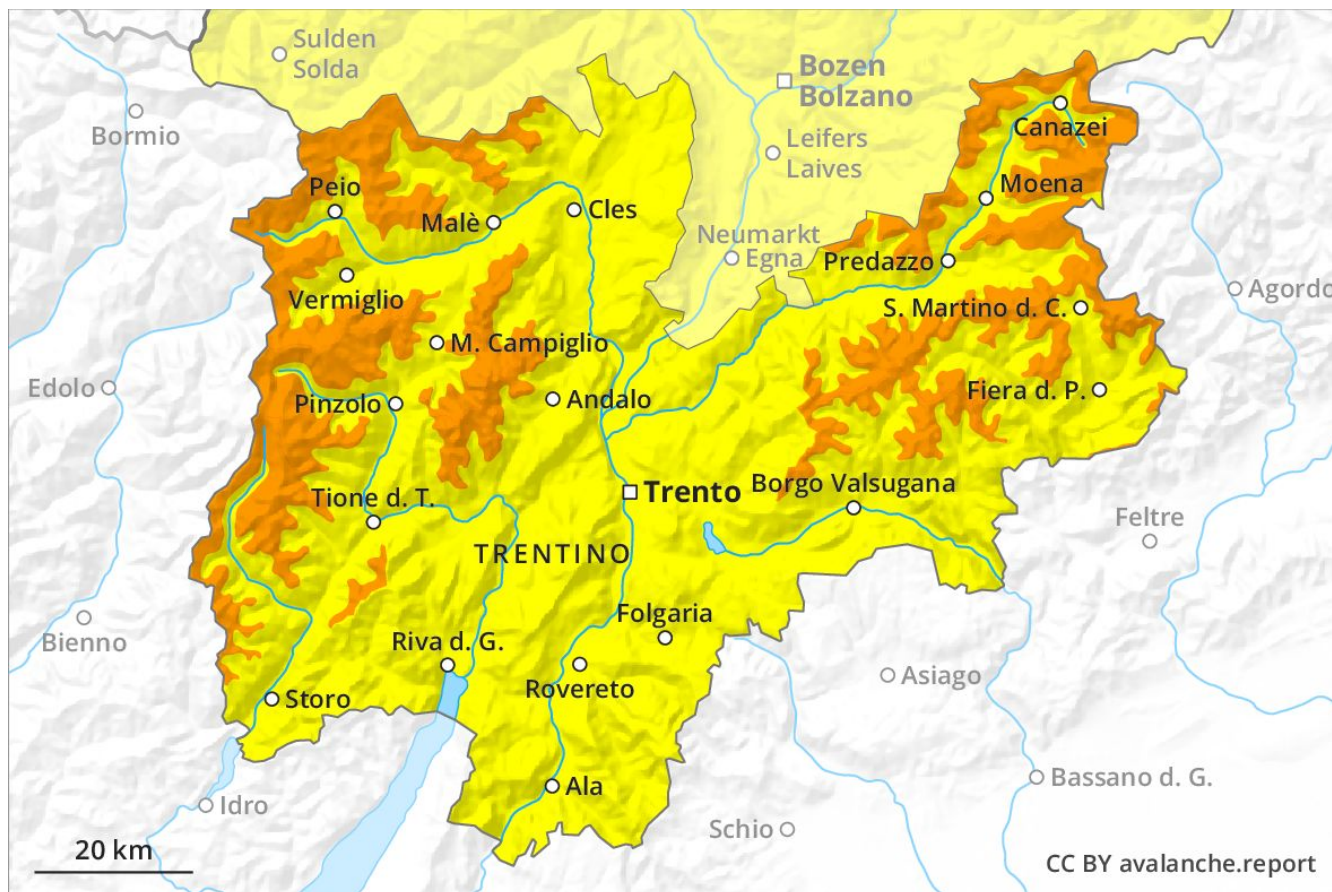 Sulden
Solda
Bozen
Bolzano
Bormio
Canazei
Leifers
Laives
Peio
Moena
Malè
Cles
Neumarkt
Egna
Predazzo
Vermiglio
Agordo
S. Martino d. C.
M. Campiglio
Edolo
Fiera d. P.
Pinzolo
Andalo
Borgo Valsugana
Trento
Tione d. T.
Feltre
TRENTINO
Folgaria
Bienno
Riva d. G.
Asiago
Rovereto
Storo
Bassano d. G.
Ala
Idro
Schio
20 km
CC BY avalanche.report